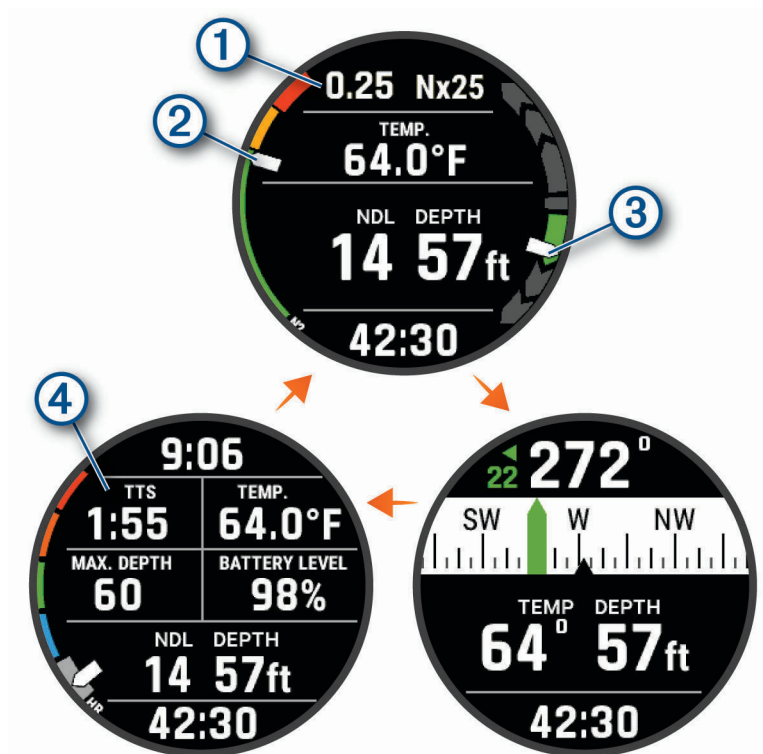 1
0.25 Nx25
2
TEMP.
64.0°F
3
NDL DEPTH
14 57ft
N2
42:30
4
9:06
TTS TEMP.
1:55 64.0°F
MAX. DEPTH BATTERY LEVEL
60 98%
NDL DEPTH
14 57ft
HR
42:30
22 272°
SW W NW
TEMP DEPTH
64° 57ft
42:30